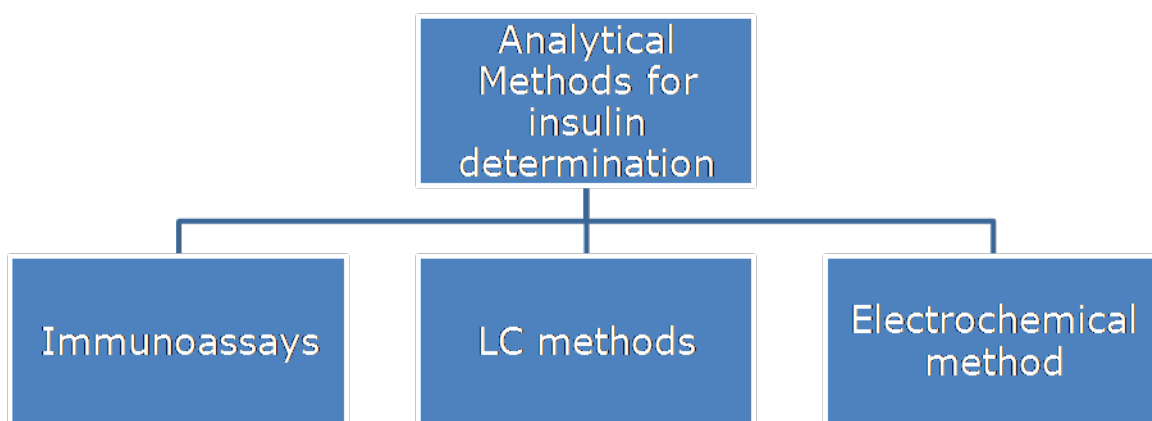 Analytical
Methods for
insulin
determination
Immunoassays
LC methods
Electrochemical
method